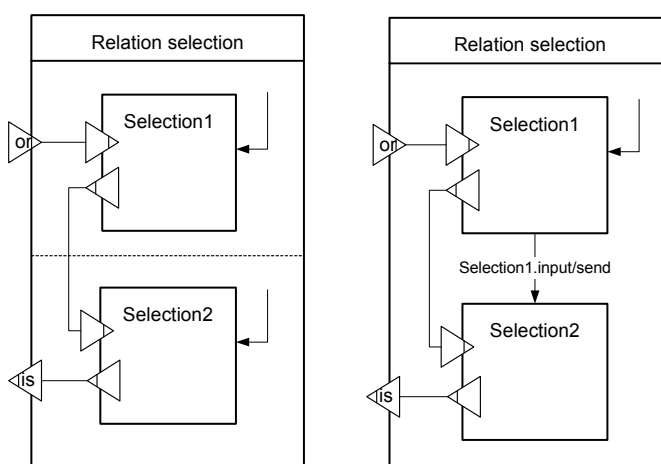 Relation selection
Selection1
or
Selection2
is
Relation selection
Selection1
or
Selection1.input/send
Selection2
is